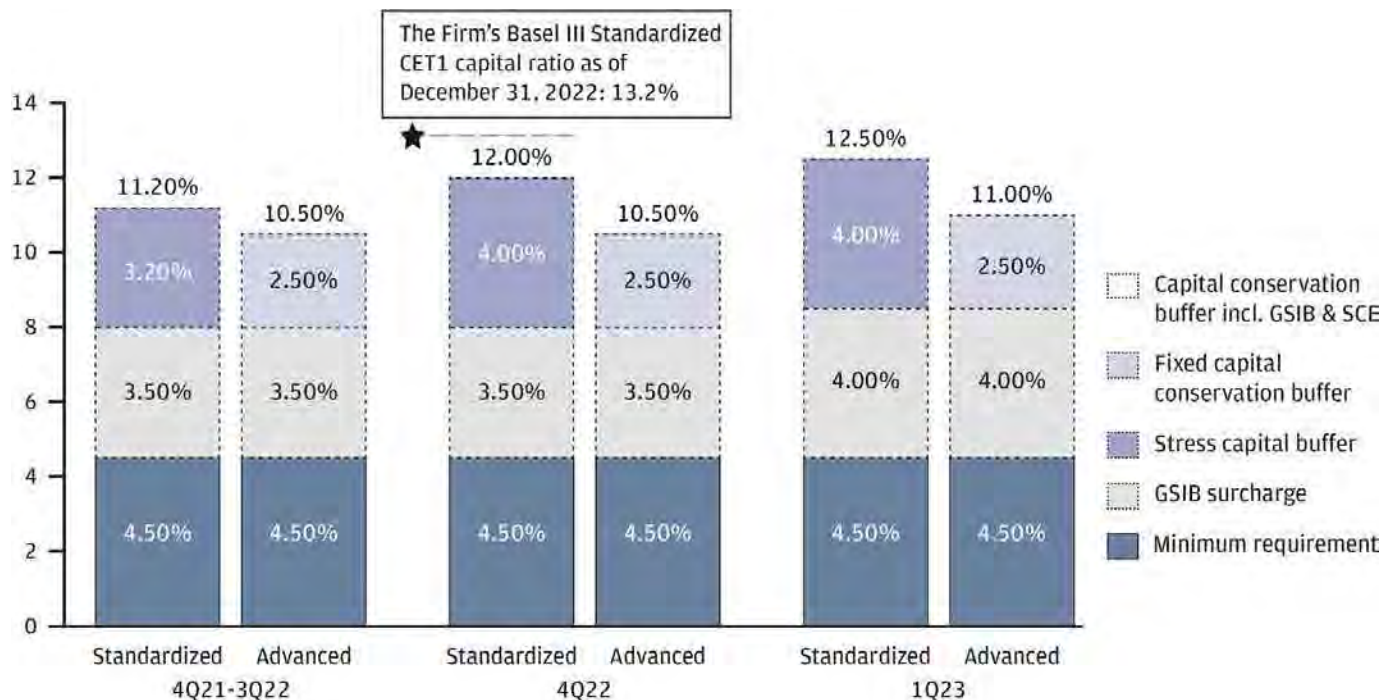 The Firm's Basel III Standardized
CET1 capital ratio as of
December 31, 2022: 13.2%
14
12
10
8
6
4
2
0
11.20%
3.20%
3.50%
4.50%
10.50%
2.50%
3.50%
4.50%
12.00%
4.00%
3.50%
4.50%
10.50%
2.50%
3.50%
4.50%
12.50%
4.00%
4.00%
4.50%
11.00%
2.50%
4.00%
4.50%
Standardized Advanced
4Q21-3Q22
Standardized Advanced
4Q22
Standardized Advanced
1Q23
Capital conservation
buffer incl. GSIB & SCE
Fixed capital
conservation buffer
Stress capital buffer
GSIB surcharge
Minimum requirement